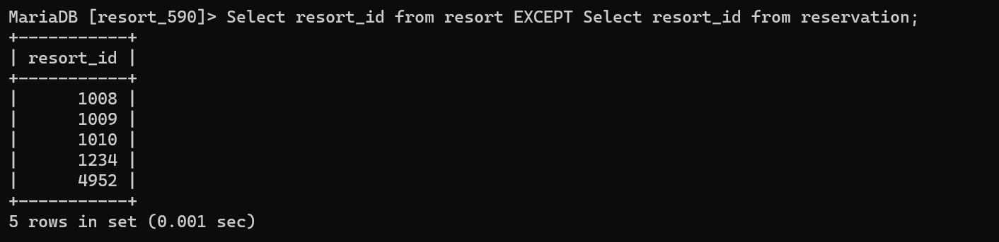 MariaDB [resort_590]> Select resort_id from resort EXCEPT Select resort_id from reservation;
+-----------+
| resort_id |
+-----------+
|      1008 |
|      1009 |
|      1010 |
|      1234 |
|      4952 |
+-----------+
5 rows in set (0.001 sec)